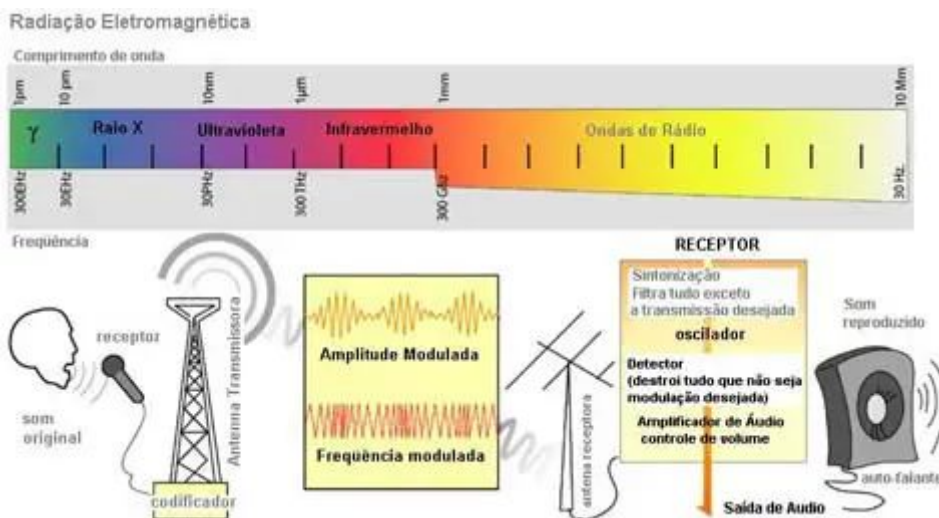 Radiação Eletromagnética
Comprimento de onda
1pm
10 pm
10nm
1µm
1mm
10 Mm
γ
Raio X
Ultravioleta
Infravermelho
Ondas de Rádio
300EHz
30EHz
30PHz
300 THz
300 GHz
30 Hz.
Freqüência
RECEPTOR
Sintonização
Filtra tudo exceto
a transmissão desejada
oscilador
Detector
(destroi tudo que não seja
modulação desejada)
Amplificador de Áudio
controle de volume
Saída de Audio
receptor
som
original
Antenna Transmissora
codificador
Amplitude Modulada
Freqüência modulada
antena receptora
Som
reproduzido
auto-falante